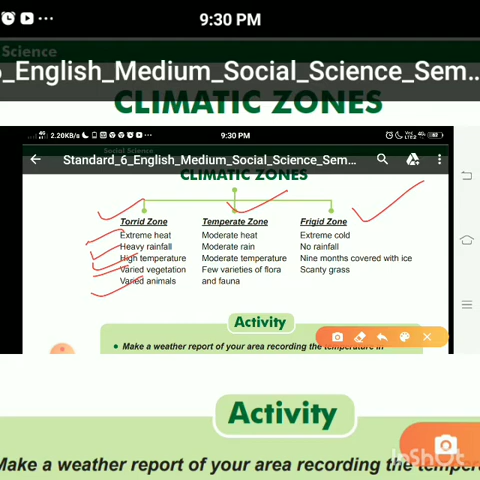 9:30 PM
Science
6_English_Medium_Social_Science_Sem...
CLIMATIC ZONES
2.20KB/s
9:30 PM
82
Social Science
Standard_6_English_Medium_Social_Science_Sem...
CLIMATIC ZONES
Torrid Zone Temperate Zone Frigid Zone
Extreme heat Moderate heat Extreme cold
Heavy rainfall Moderate rain No rainfall
High temperature Moderate temperature Nine months covered with ice
Varied vegetation Few varieties of flora Scanty grass
Varied animals and fauna
Activity
• Make a weather report of your area recording the temperature in
Activity
Make a weather report of your area recording the tempera
InShot